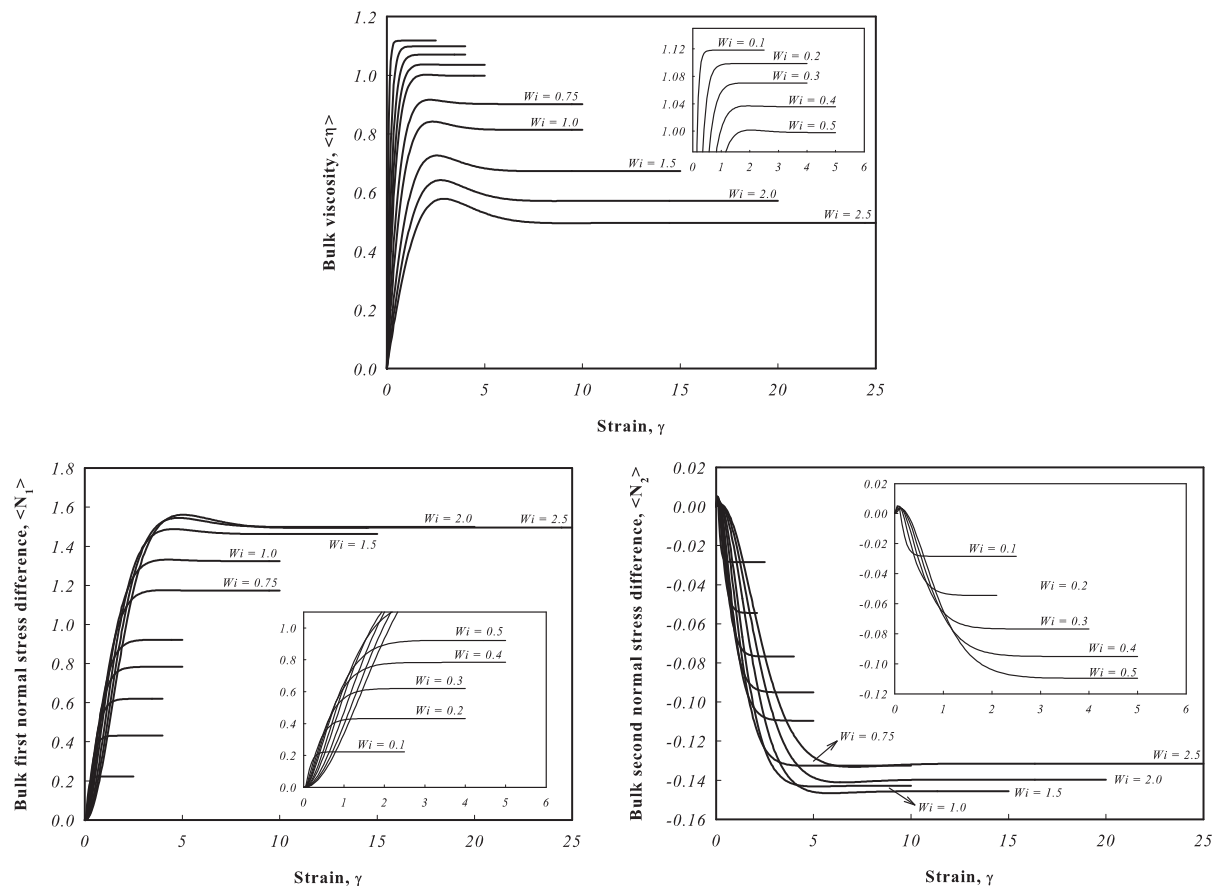 Bulk viscosity, <η>
1.2
1.0
0.8
0.6
0.4
0.2
0.0
0 5 10 15 20 25
Strain, γ
Wi = 0.75
Wi = 1.0
Wi = 1.5
Wi = 2.0
Wi = 2.5
1.12
1.08
1.04
1.00
0 1 2 3 4 5 6
Wi = 0.1
Wi = 0.2
Wi = 0.3
Wi = 0.4
Wi = 0.5
Bulk first normal stress difference, <N1>
1.8
1.6
1.4
1.2
1.0
0.8
0.6
0.4
0.2
0.0
0 5 10 15 20 25
Strain, γ
Wi = 2.0
Wi = 2.5
Wi = 1.5
Wi = 1.0
Wi = 0.75
1.0
0.8
0.6
0.4
0.2
0.0
0 1 2 3 4 5 6
Wi = 0.5
Wi = 0.4
Wi = 0.3
Wi = 0.2
Wi = 0.1
Bulk second normal stress difference, <N2>
0.02
0.00
-0.02
-0.04
-0.06
-0.08
-0.10
-0.12
-0.14
-0.16
0 5 10 15 20 25
Strain, γ
Wi = 0.75
Wi = 2.5
Wi = 2.0
Wi = 1.5
Wi = 1.0
0.02
0.00
-0.02
-0.04
-0.06
-0.08
-0.10
-0.12
0 1 2 3 4 5 6
Wi = 0.1
Wi = 0.2
Wi = 0.3
Wi = 0.4
Wi = 0.5